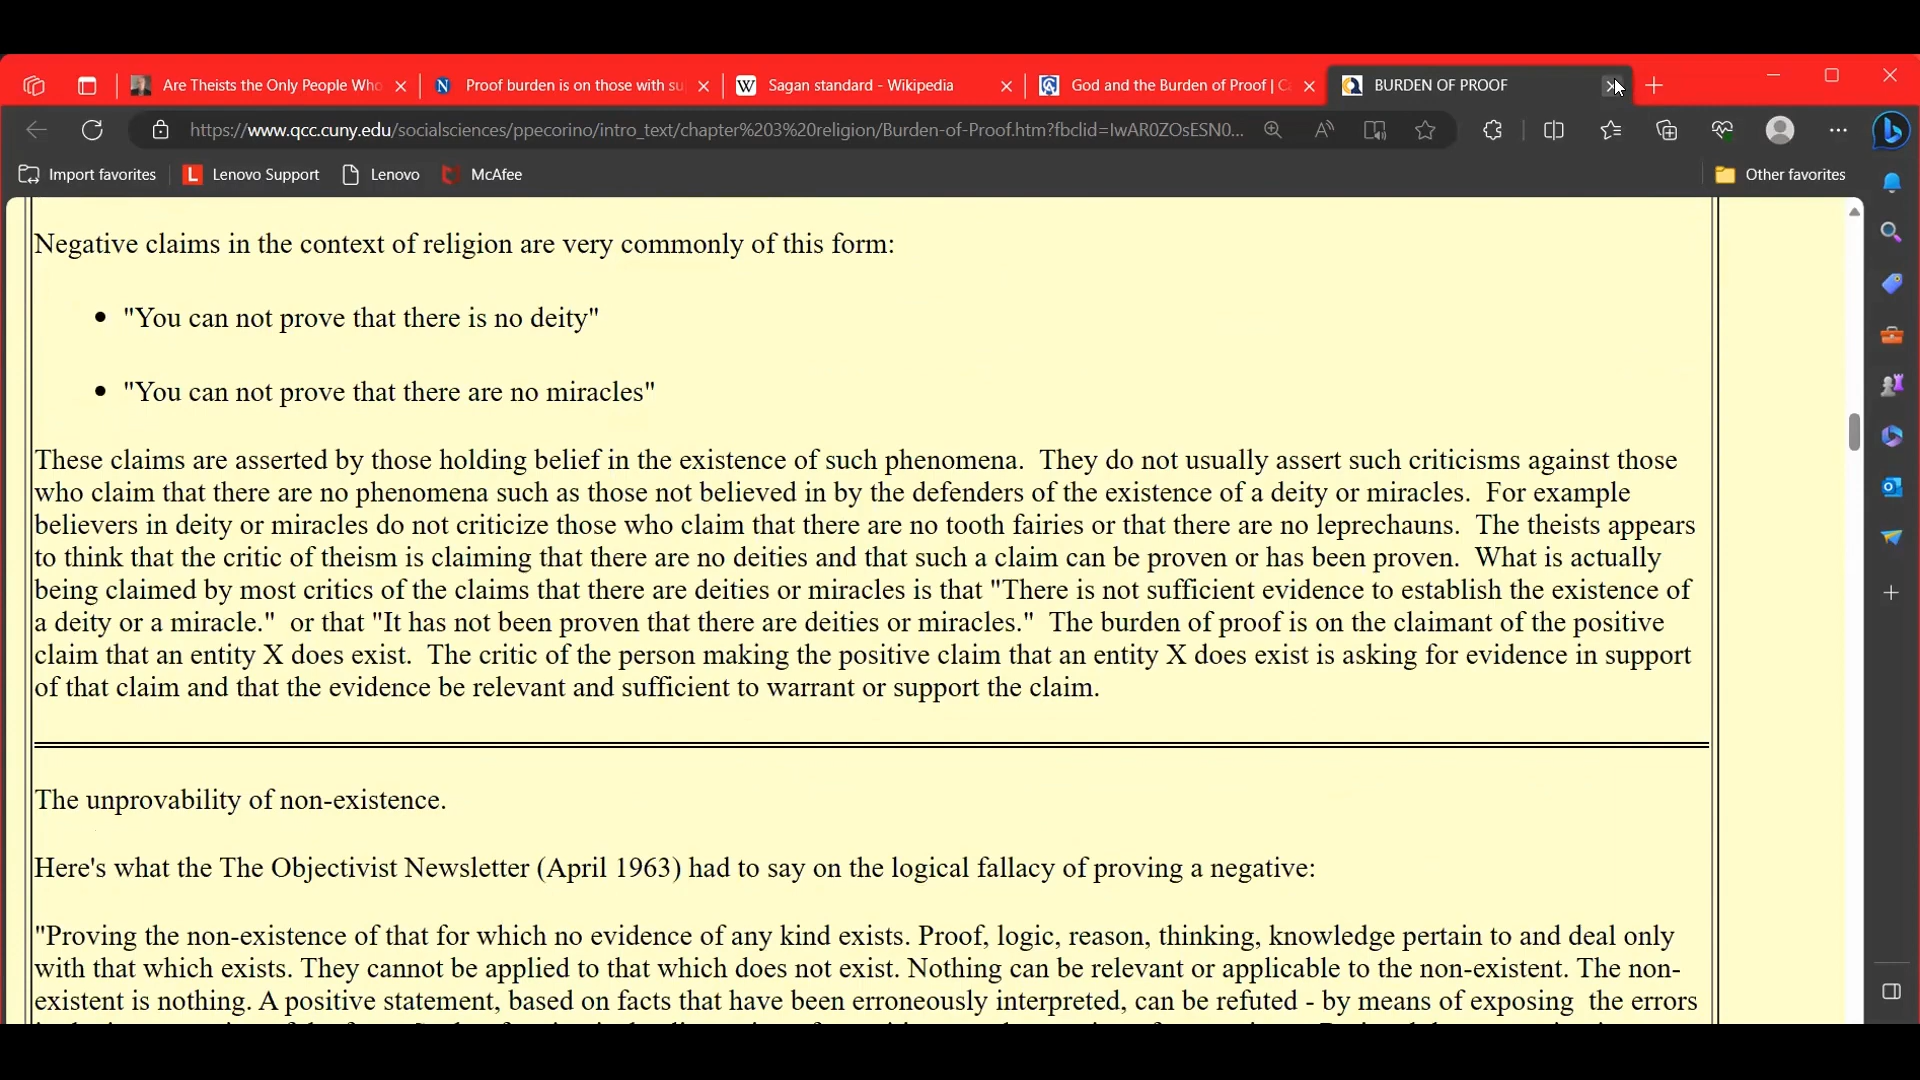 Are Theists the Only People Who
Proof burden is on those with su
Sagan standard - Wikipedia
God and the Burden of Proof | Ca
BURDEN OF PROOF
https://www.qcc.cuny.edu/socialsciences/ppecorino/intro_text/chapter%203%20religion/Burden-of-Proof.htm?fbclid=IwAR0ZOsESN0...
Import favorites
Lenovo Support
Lenovo
McAfee
Other favorites
Negative claims in the context of religion are very commonly of this form:
"You can not prove that there is no deity"
"You can not prove that there are no miracles"
These claims are asserted by those holding belief in the existence of such phenomena.  They do not usually assert such criticisms against those
who claim that there are no phenomena such as those not believed in by the defenders of the existence of a deity or miracles.  For example
believers in deity or miracles do not criticize those who claim that there are no tooth fairies or that there are no leprechauns.  The theists appears
to think that the critic of theism is claiming that there are no deities and that such a claim can be proven or has been proven.  What is actually
being claimed by most critics of the claims that there are deities or miracles is that "There is not sufficient evidence to establish the existence of
a deity or a miracle."  or that "It has not been proven that there are deities or miracles."  The burden of proof is on the claimant of the positive
claim that an entity X does exist.  The critic of the person making the positive claim that an entity X does exist is asking for evidence in support
of that claim and that the evidence be relevant and sufficient to warrant or support the claim.
The unprovability of non-existence.
Here's what the The Objectivist Newsletter (April 1963) had to say on the logical fallacy of proving a negative:
"Proving the non-existence of that for which no evidence of any kind exists. Proof, logic, reason, thinking, knowledge pertain to and deal only
with that which exists. They cannot be applied to that which does not exist. Nothing can be relevant or applicable to the non-existent. The non-
existent is nothing. A positive statement, based on facts that have been erroneously interpreted, can be refuted - by means of exposing  the errors